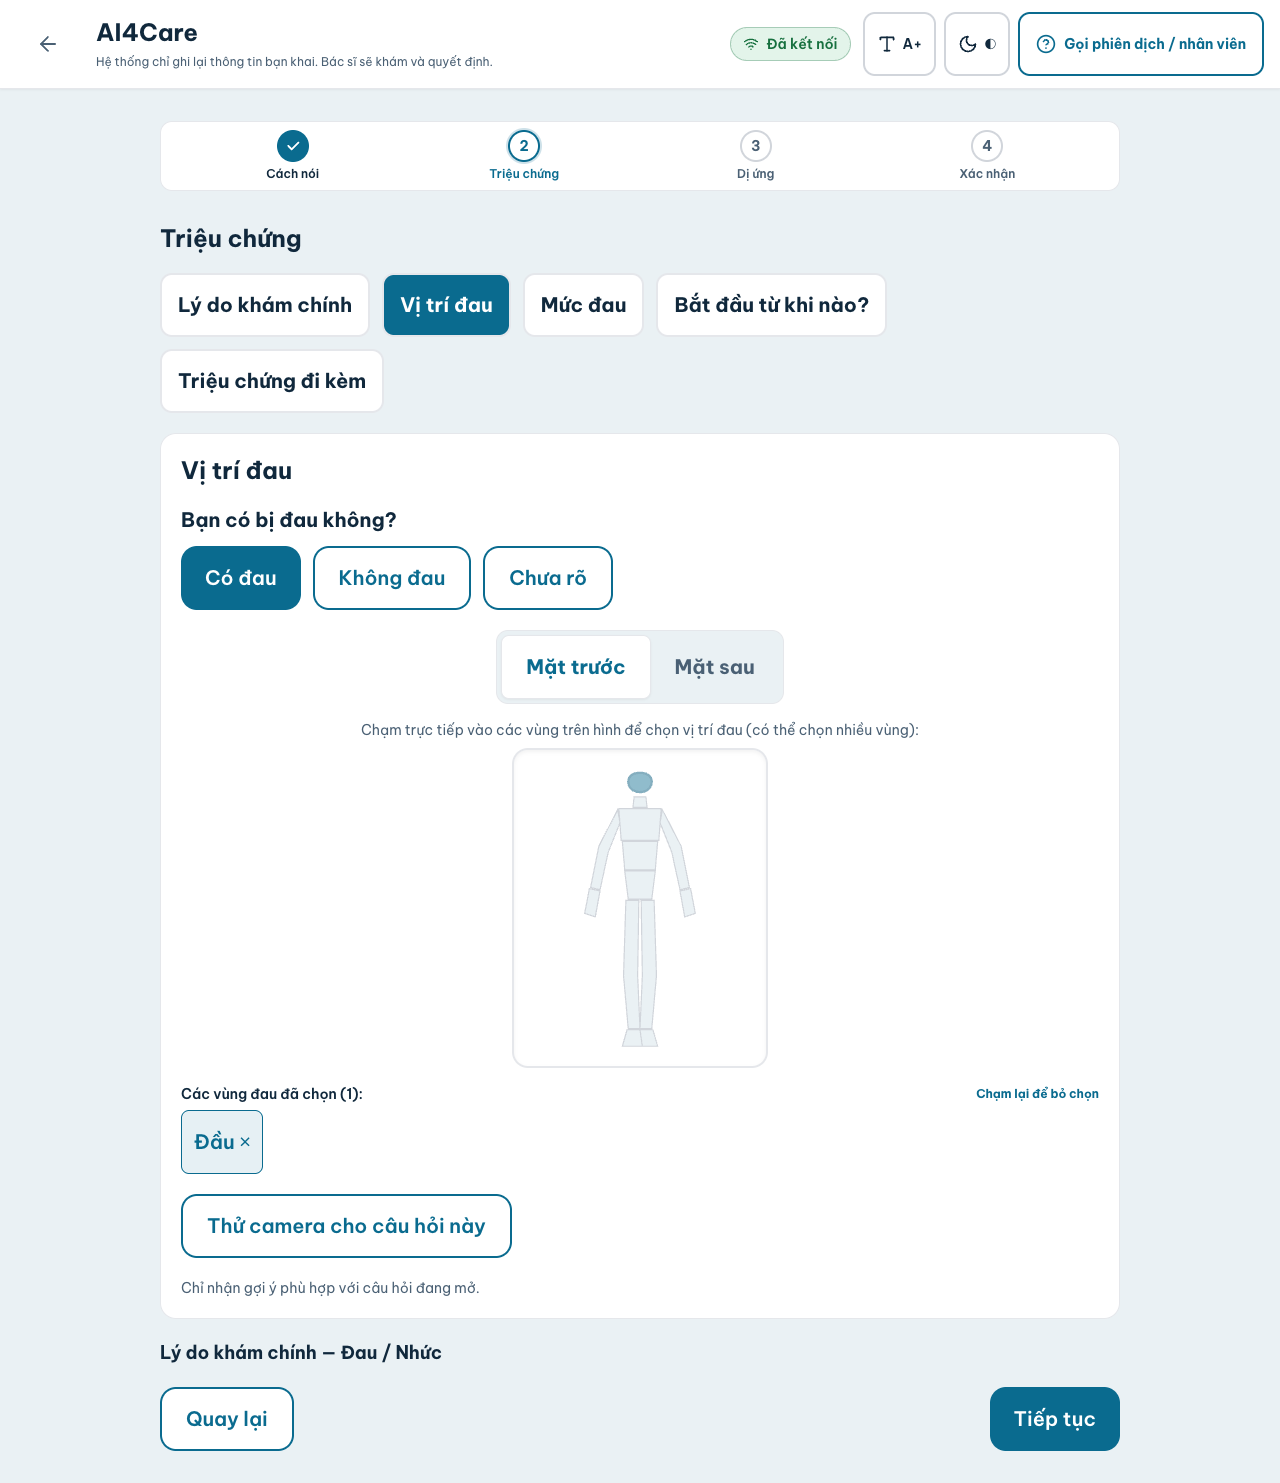 AI4Care
Hệ thống chỉ ghi lại thông tin bạn khai. Bác sĩ sẽ khám và quyết định.
Đã kết nối
A+
Gọi phiên dịch / nhân viên
2
3
4
Cách nói
Triệu chứng
Dị ứng
Xác nhận
Triệu chứng
Lý do khám chính
Vị trí đau
Mức đau
Bắt đầu từ khi nào?
Triệu chứng đi kèm
Vị trí đau
Bạn có bị đau không?
Có đau
Không đau
Chưa rõ
Mặt trước
Mặt sau
Chạm trực tiếp vào các vùng trên hình để chọn vị trí đau (có thể chọn nhiều vùng):
Các vùng đau đã chọn (1):
Chạm lại để bỏ chọn
Đầu ×
Thử camera cho câu hỏi này
Chỉ nhận gợi ý phù hợp với câu hỏi đang mở.
Lý do khám chính — Đau / Nhức
Quay lại
Tiếp tục